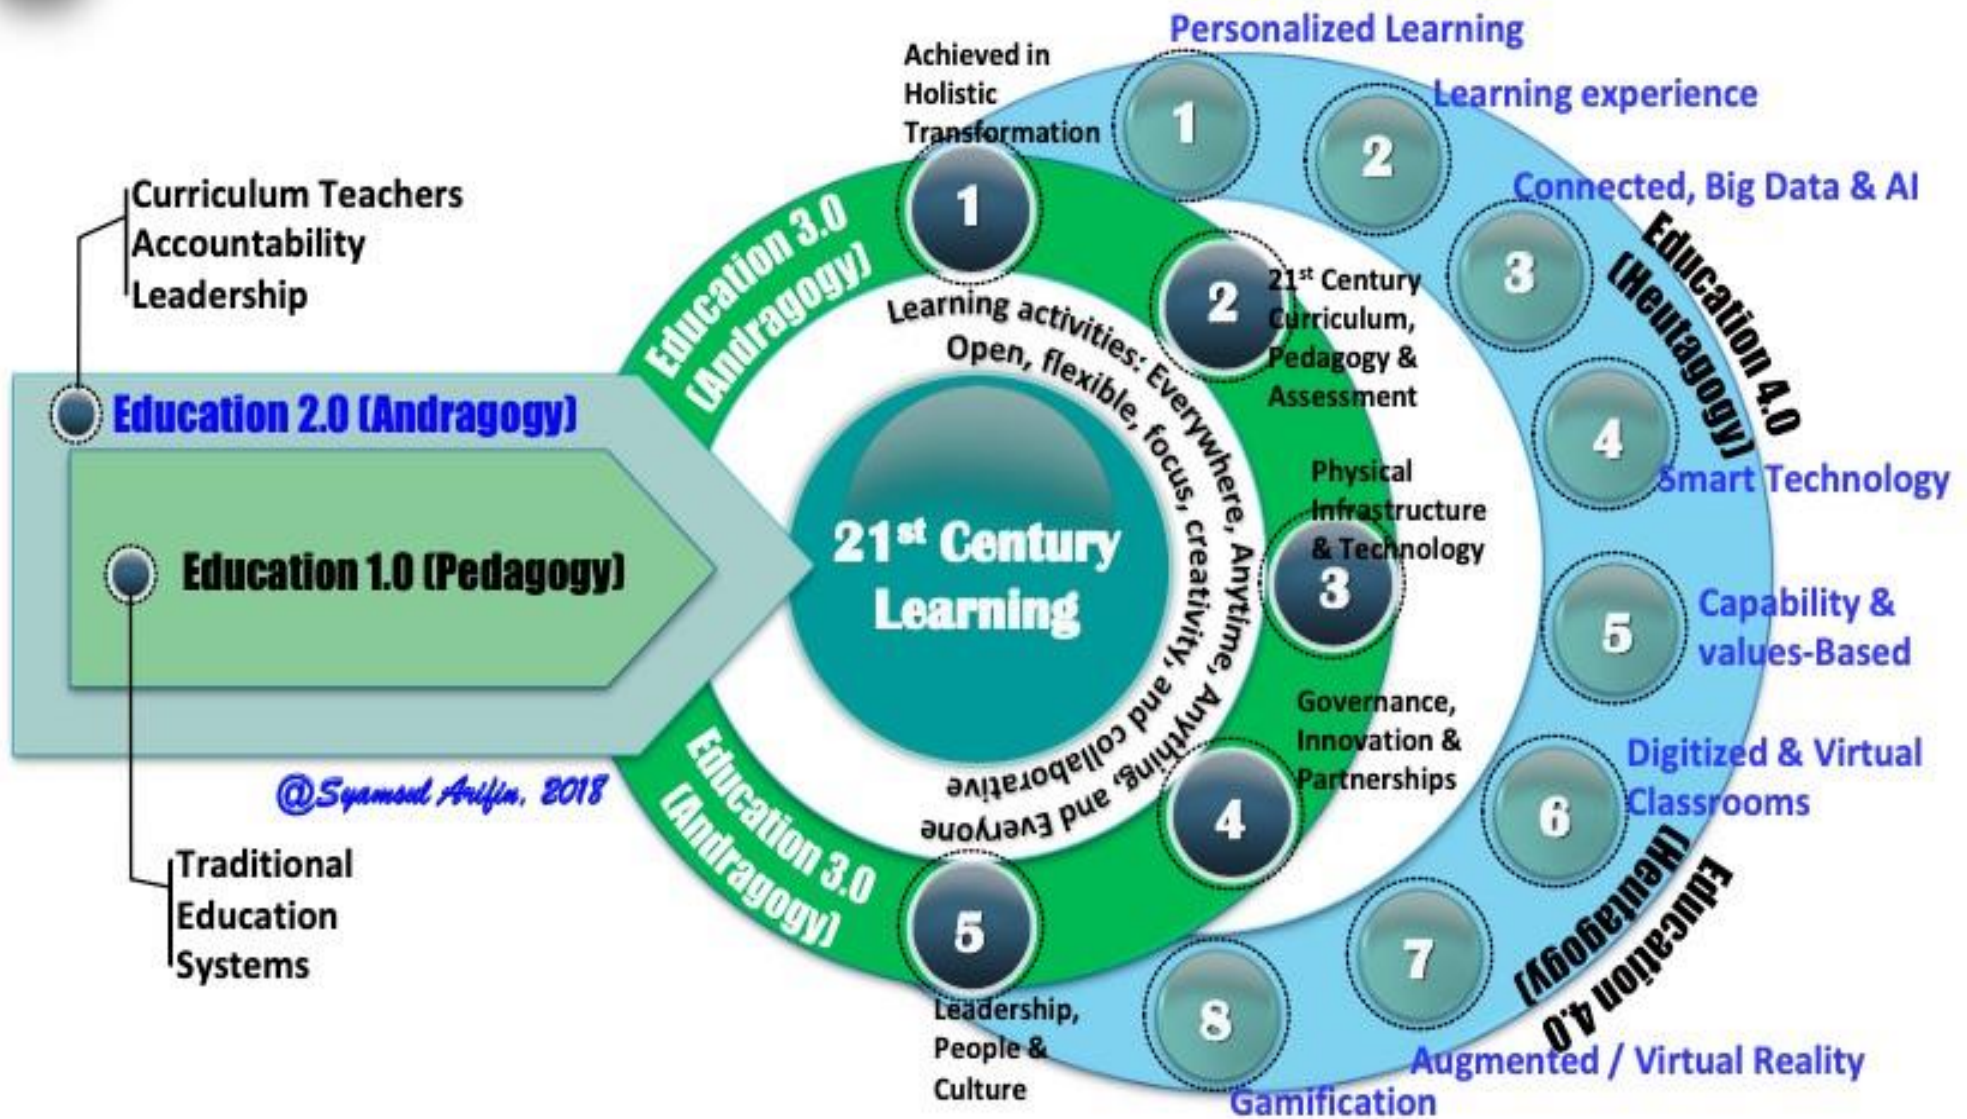 Curriculum Teachers
Accountability
Leadership
Education 2.0 (Andragogy)
Education 1.0 (Pedagogy)
@Syamsul Arifin, 2018
Traditional
Education
Systems
Education 3.0
(Andragogy)
Education 3.0
(Andragogy)
21st Century
Learning
Learning activities: Everywhere, Anytime, Anything, and Everyone
Open, flexible, focus, creativity, and collaborative
Achieved in
Holistic
Transformation
1
2
21st Century
Curriculum,
Pedagogy &
Assessment
Physical
Infrastructure
& Technology
3
Governance,
Innovation &
Partnerships
4
5
Leadership,
People &
Culture
Personalized Learning
1
Learning experience
2
Connected, Big Data & AI
3
Education 4.0
(Heutagogy)
4
Smart Technology
5
Capability &
values-Based
6
Digitized & Virtual
Classrooms
Education 4.0
(Heutagogy)
7
Augmented / Virtual Reality
8
Gamification